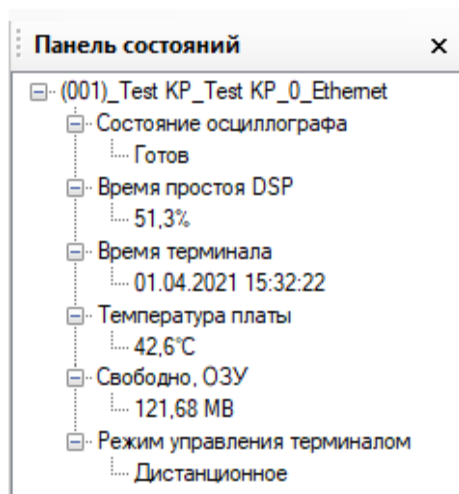 Панель состояний
(001)_Test KP_Test KP_0_Ethernet
Состояние осциллографа
Готов
Время простоя DSP
51,3%
Время терминала
01.04.2021 15:32:22
Температура платы
42,6°C
Свободно, ОЗУ
121,68 MB
Режим управления терминалом
Дистанционное